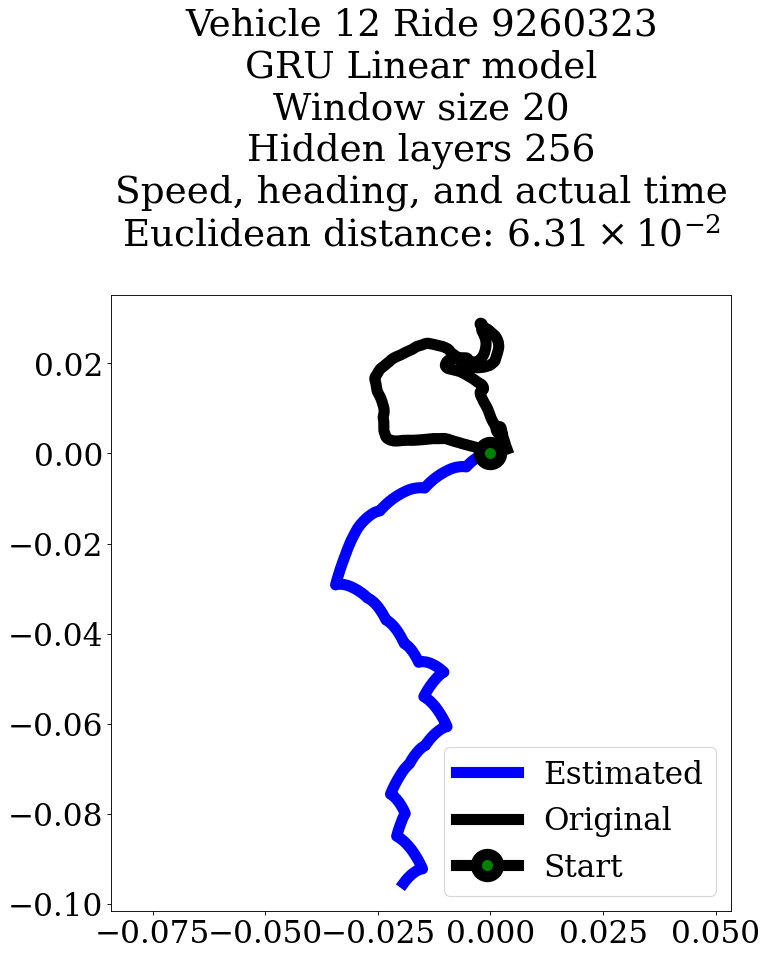 Vehicle 12 Ride 9260323
GRU Linear model
Window size 20
Hidden layers 256
Speed, heading, and actual time
Euclidean distance: 6.31 × 10⁻²
0.02
0.00
−0.02
−0.04
−0.06
−0.08
−0.10
Estimated
Original
Start
−0.075−0.050−0.025 0.000 0.025 0.050